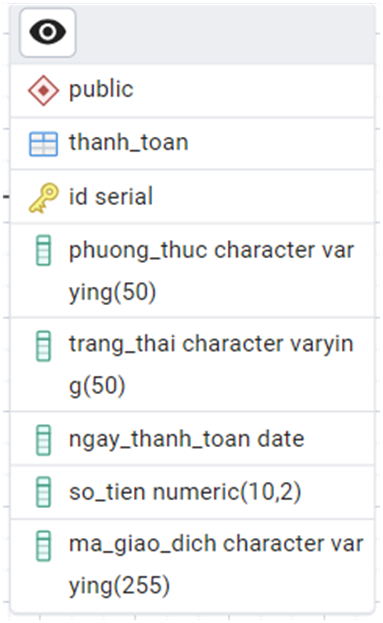 public
thanh_toan
id serial
phuong_thuc character var
ying(50)
trang_thai character varyin
g(50)
ngay_thanh_toan date
so_tien numeric(10,2)
ma_giao_dich character var
ying(255)